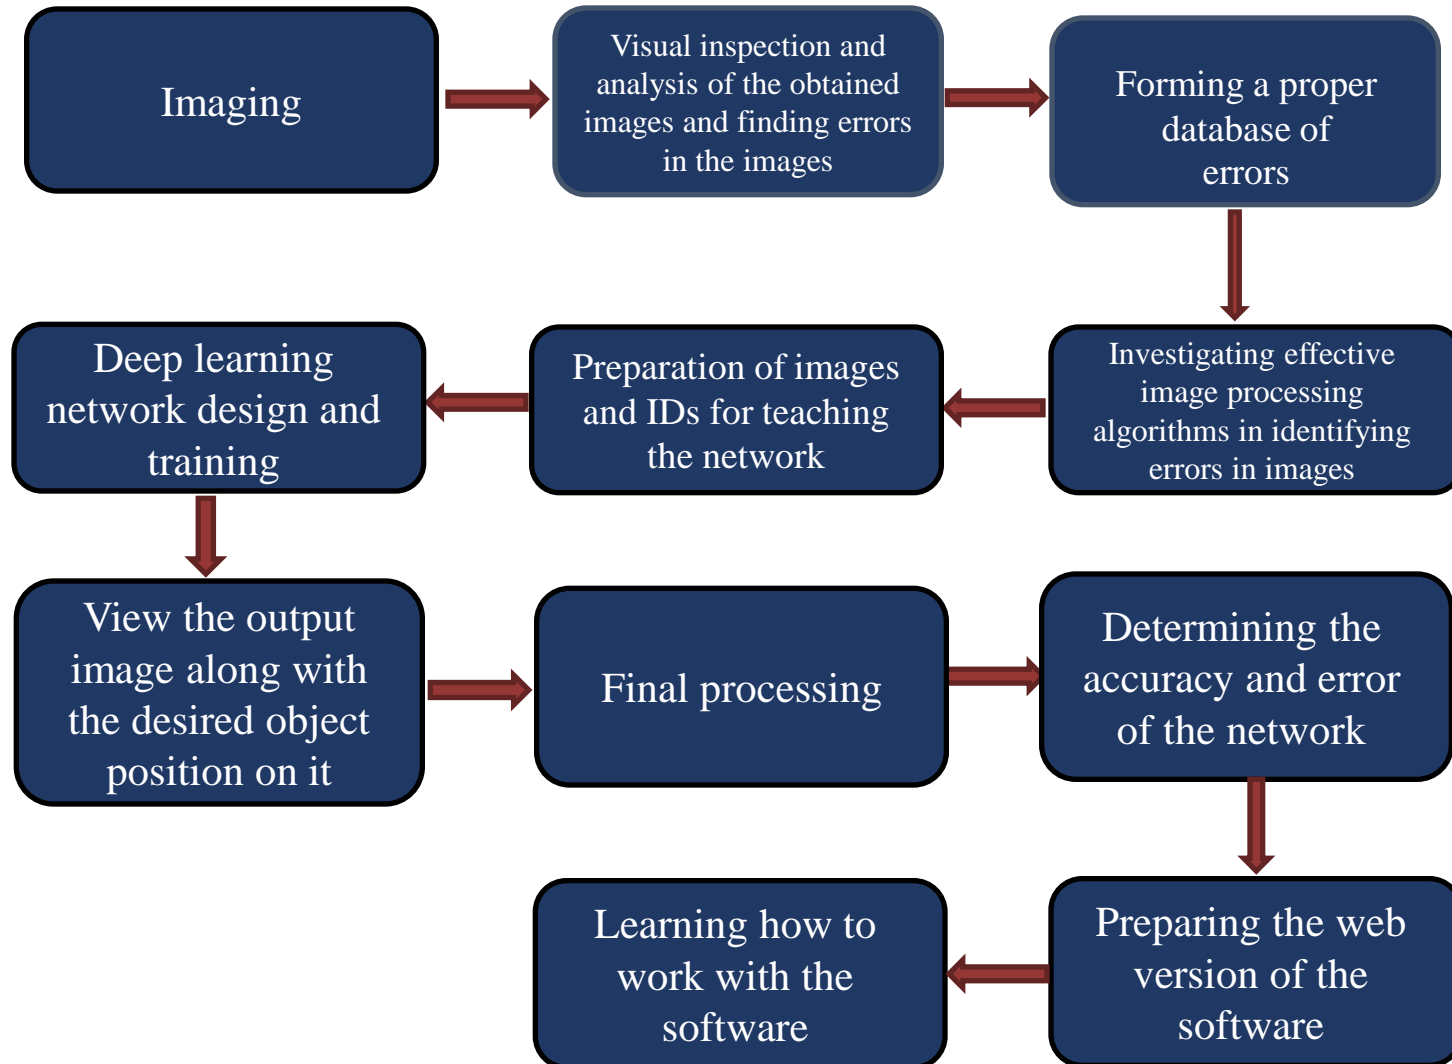 Imaging
Visual inspection and
analysis of the obtained
images and finding errors
in the images
Forming a proper
database of
errors
Investigating effective
image processing
algorithms in identifying
errors in images
Preparation of images
and IDs for teaching
the network
Deep learning
network design and
training
View the output
image along with
the desired object
position on it
Final processing
Determining the
accuracy and error
of the network
Preparing the web
version of the
software
Learning how to
work with the
software